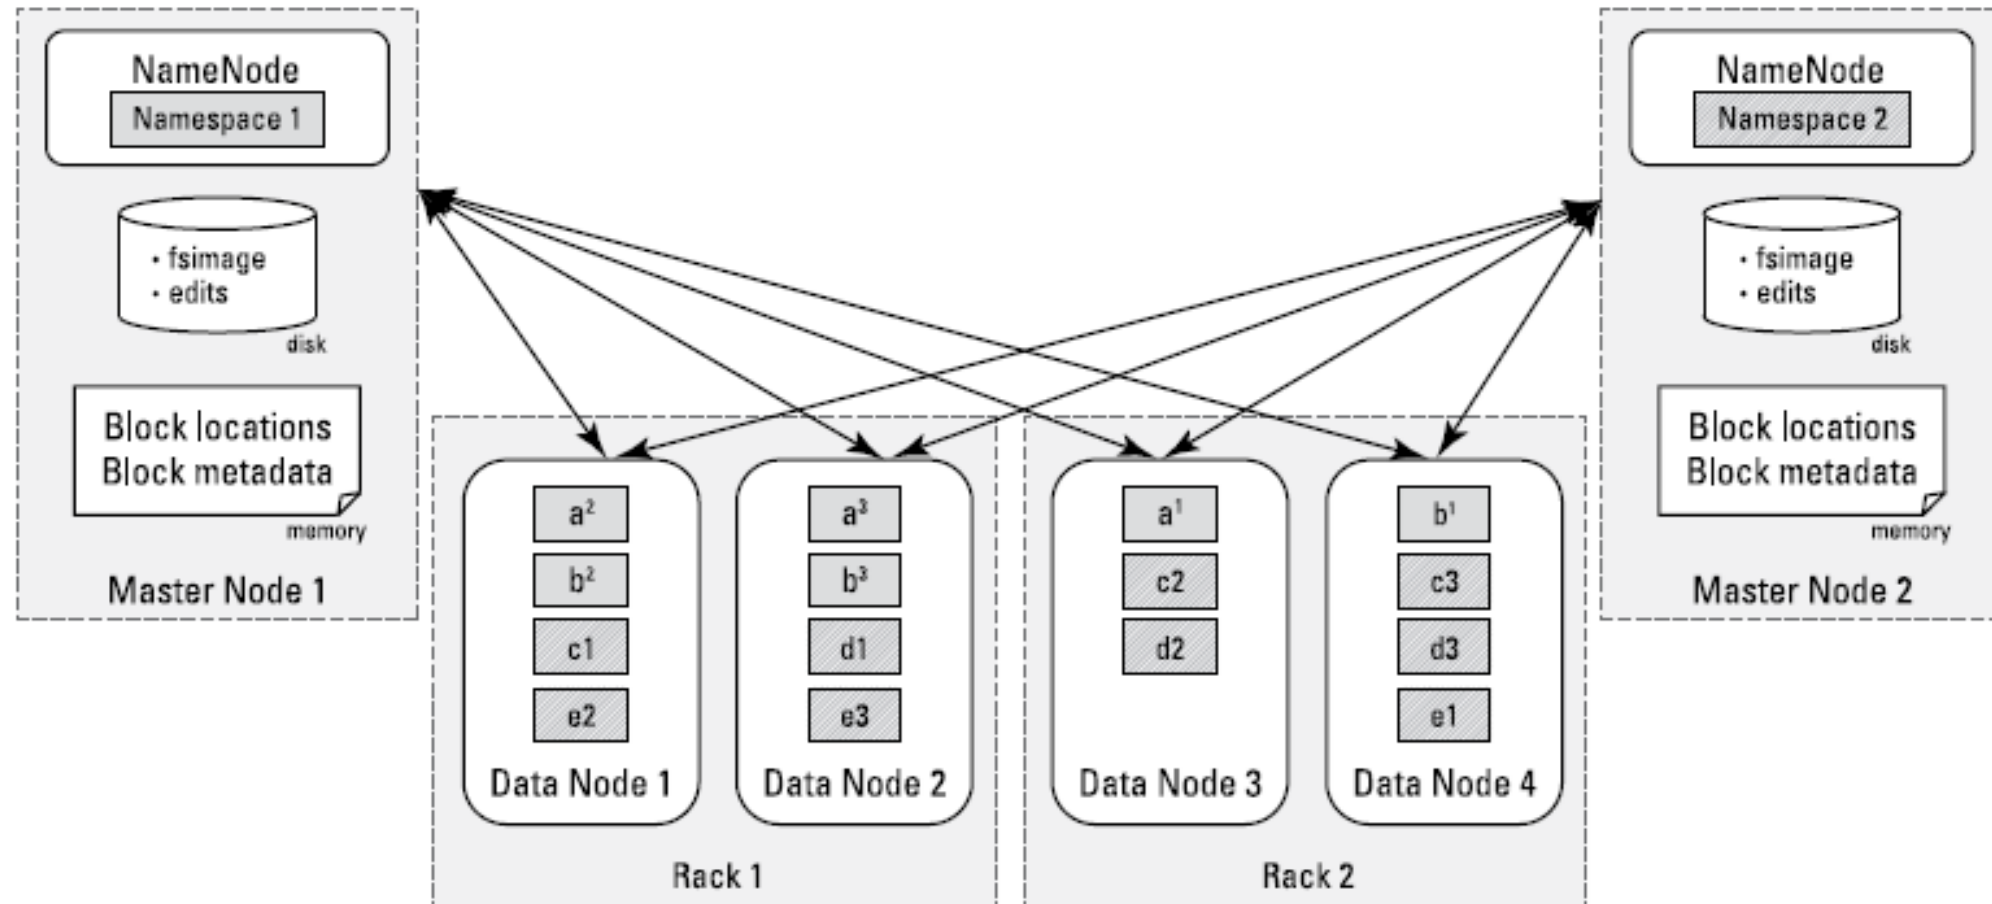 NameNode
Namespace 1
• fsimage
• edits
disk
Block locations
Block metadata
memory
Master Node 1
NameNode
Namespace 2
• fsimage
• edits
disk
Block locations
Block metadata
memory
Master Node 2
a²
b²
c1
e2
Data Node 1
a³
b³
d1
e3
Data Node 2
Rack 1
a¹
c2
d2
Data Node 3
b¹
c3
d3
e1
Data Node 4
Rack 2